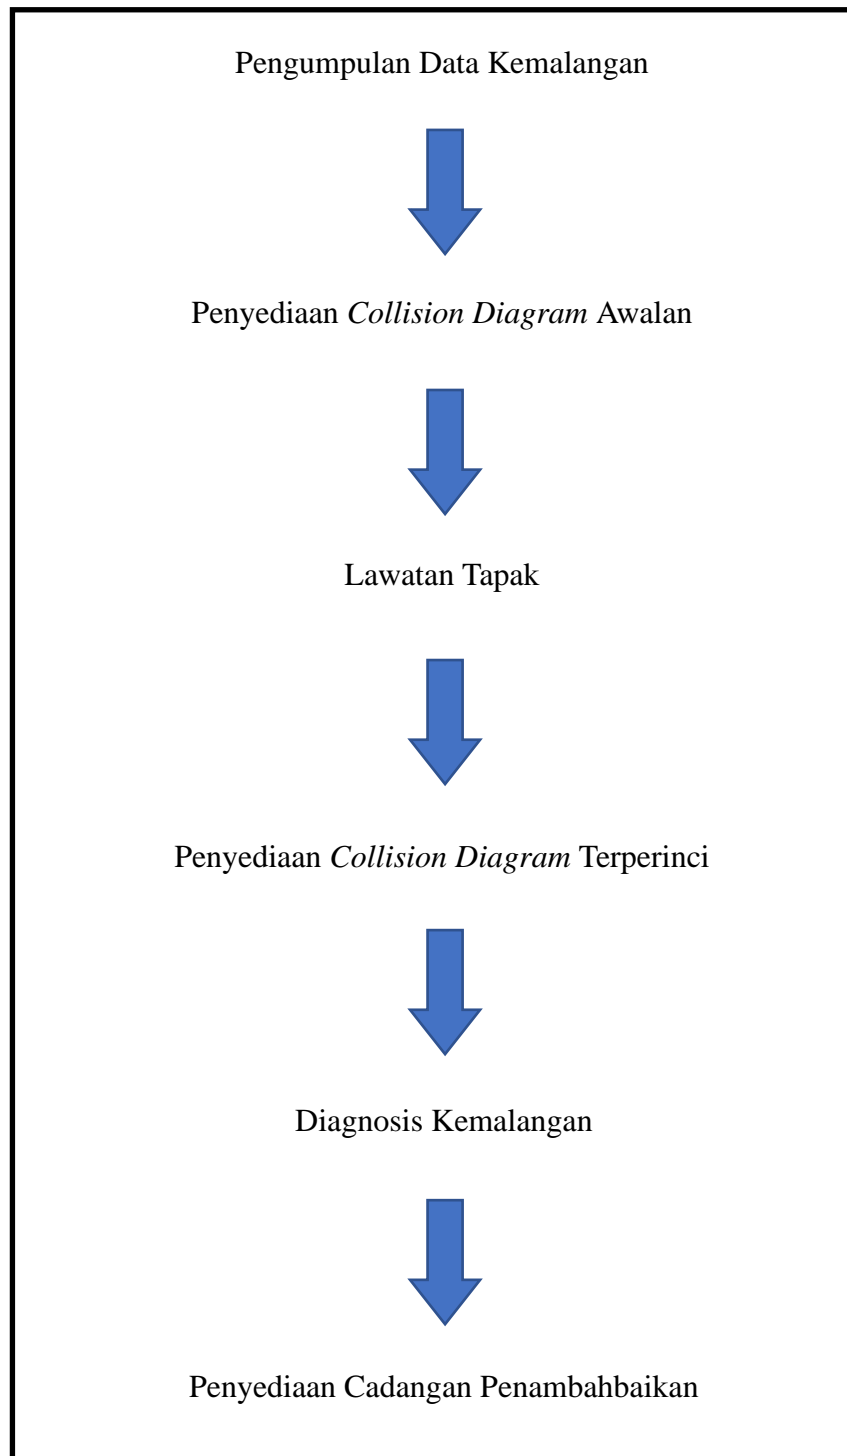 Pengumpulan Data Kemalangan
Penyediaan Collision Diagram Awalan
Lawatan Tapak
Penyediaan Collision Diagram Terperinci
Diagnosis Kemalangan
Penyediaan Cadangan Penambahbaikan